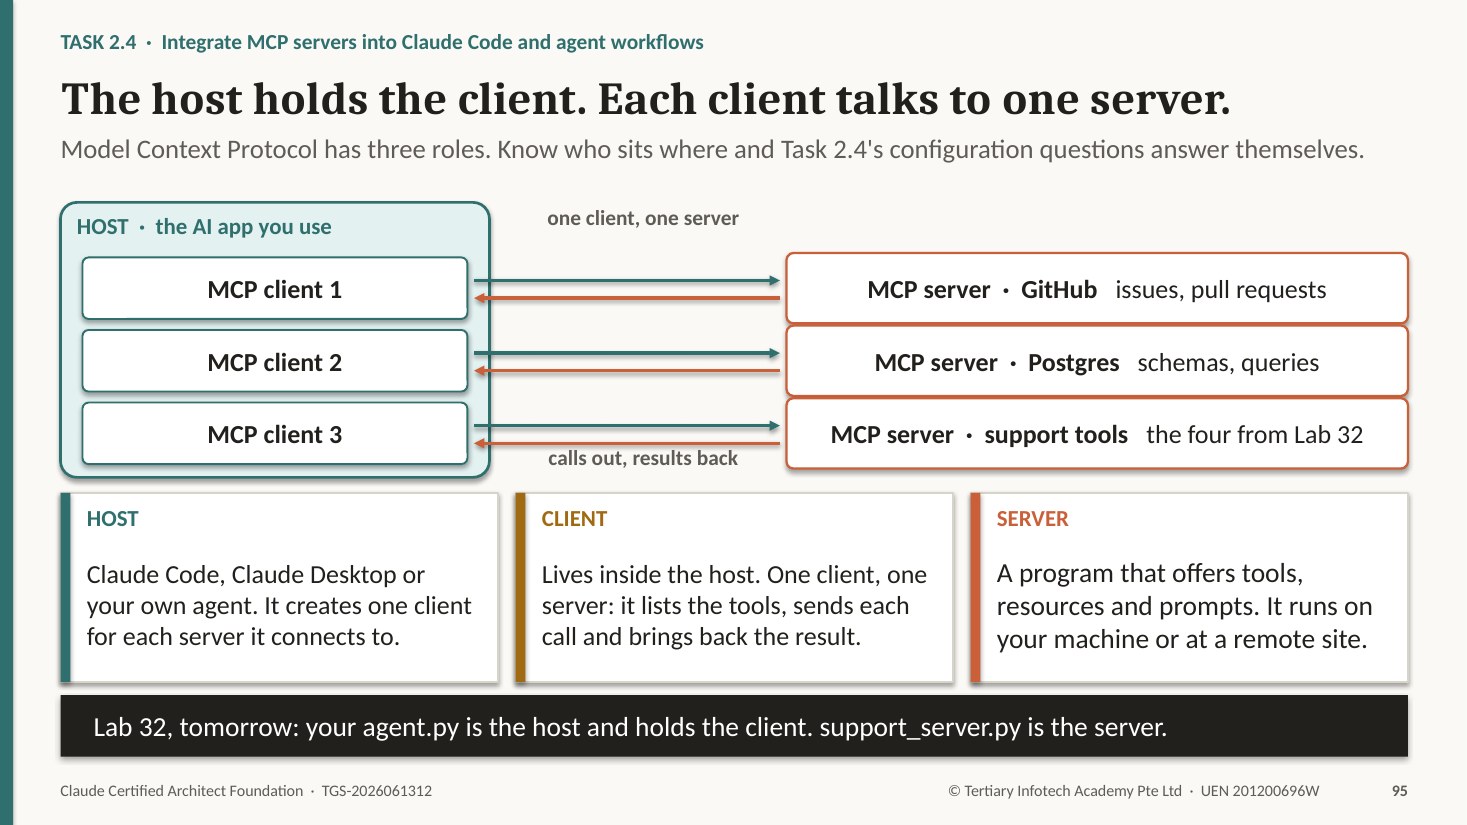 TASK 2.4 · Integrate MCP servers into Claude Code and agent workflows
The host holds the client. Each client talks to one server.
Model Context Protocol has three roles. Know who sits where and Task 2.4's configuration questions answer themselves.
HOST · the AI app you use
one client, one server
MCP client 1
MCP server · GitHub issues, pull requests
MCP client 2
MCP server · Postgres schemas, queries
MCP client 3
MCP server · support tools the four from Lab 32
calls out, results back
HOST
Claude Code, Claude Desktop or
your own agent. It creates one client
for each server it connects to.
CLIENT
Lives inside the host. One client, one
server: it lists the tools, sends each
call and brings back the result.
SERVER
A program that offers tools,
resources and prompts. It runs on
your machine or at a remote site.
Lab 32, tomorrow: your agent.py is the host and holds the client. support_server.py is the server.
Claude Certified Architect Foundation · TGS-2026061312
© Tertiary Infotech Academy Pte Ltd · UEN 201200696W
95